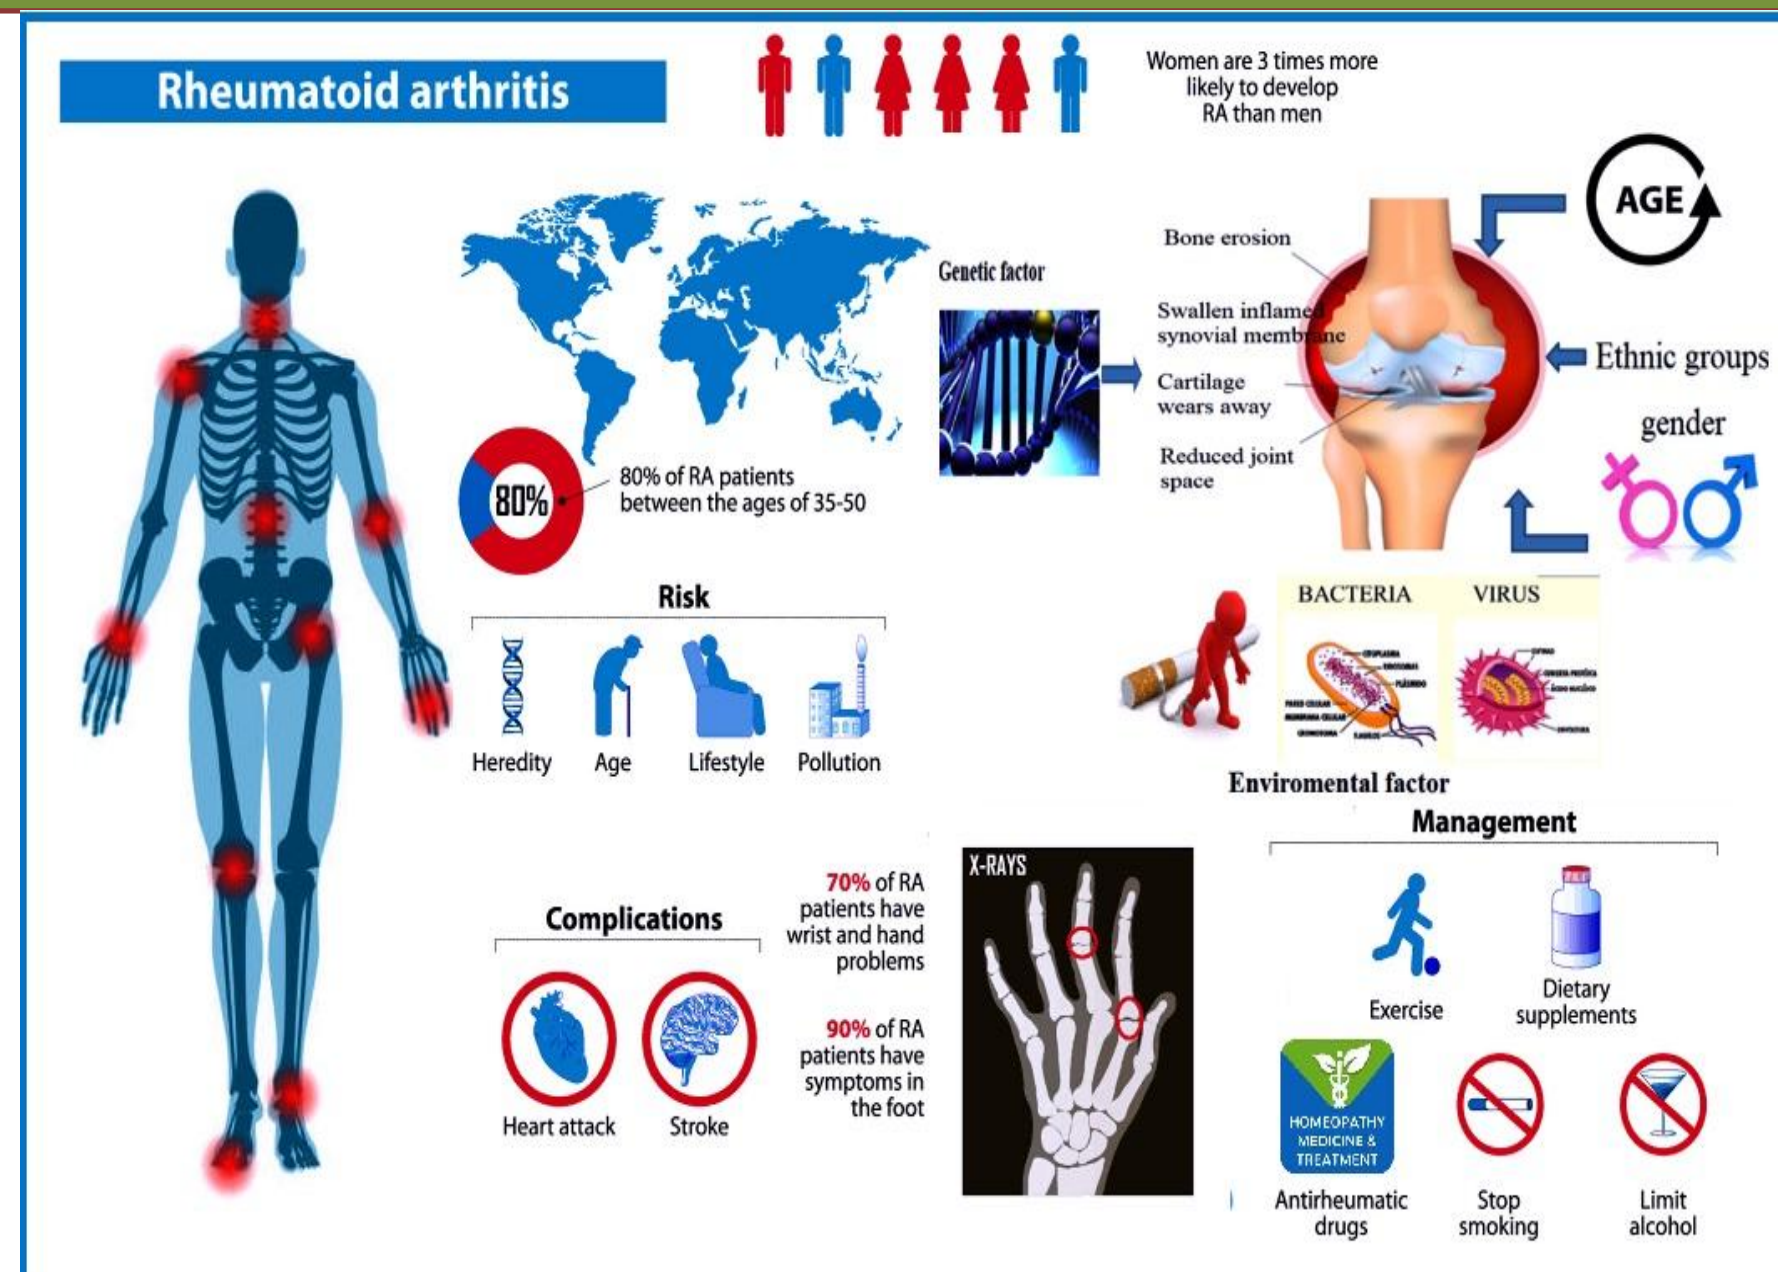 Rheumatoid arthritis
Women are 3 times more
likely to develop
RA than men
AGE
Bone erosion
Genetic factor
Swallen inflamed
synovial membrane
Ethnic groups
Cartilage
wears away
gender
Reduced joint
space
80%
80% of RA patients
between the ages of 35-50
Risk
Heredity
Age
Lifestyle
Pollution
BACTERIA
VIRUS
Enviromental factor
Management
X-RAYS
70% of RA
patients have
wrist and hand
problems
Complications
90% of RA
patients have
symptoms in
the foot
Heart attack
Stroke
Exercise
Dietary
supplements
HOMEOPATHY
MEDICINE &
TREATMENT
Antirheumatic
drugs
Stop
smoking
Limit
alcohol